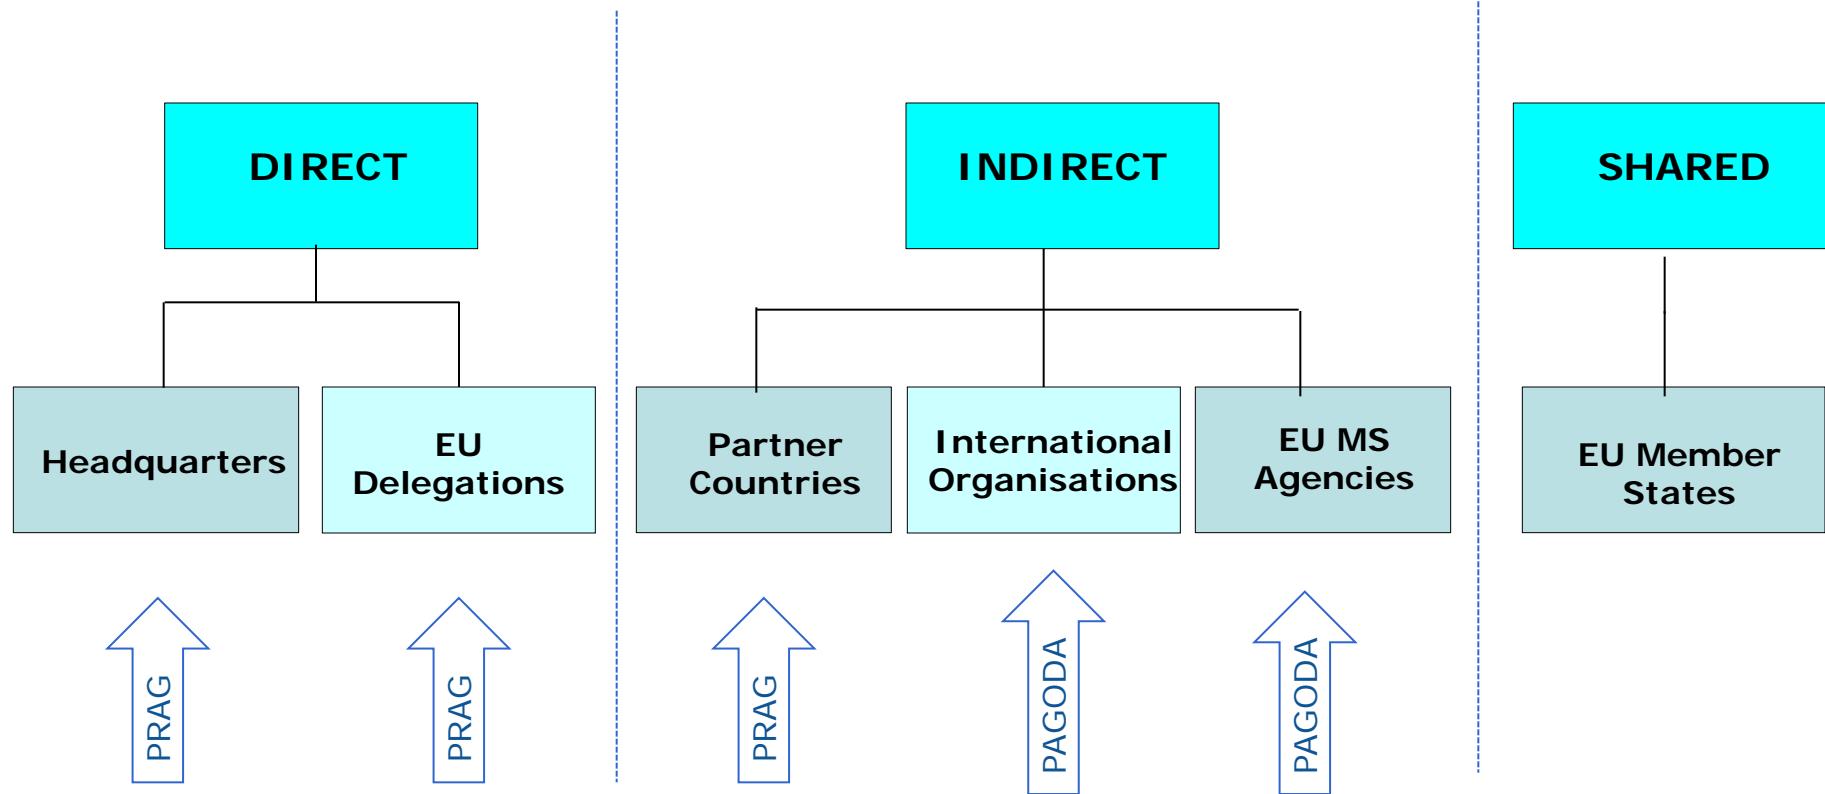 DIRECT
INDIRECT
SHARED
Headquarters
EU
Delegations
Partner
Countries
International
Organisations
EU MS
Agencies
EU Member
States
PRAG
PRAG
PRAG
PAGODA
PAGODA